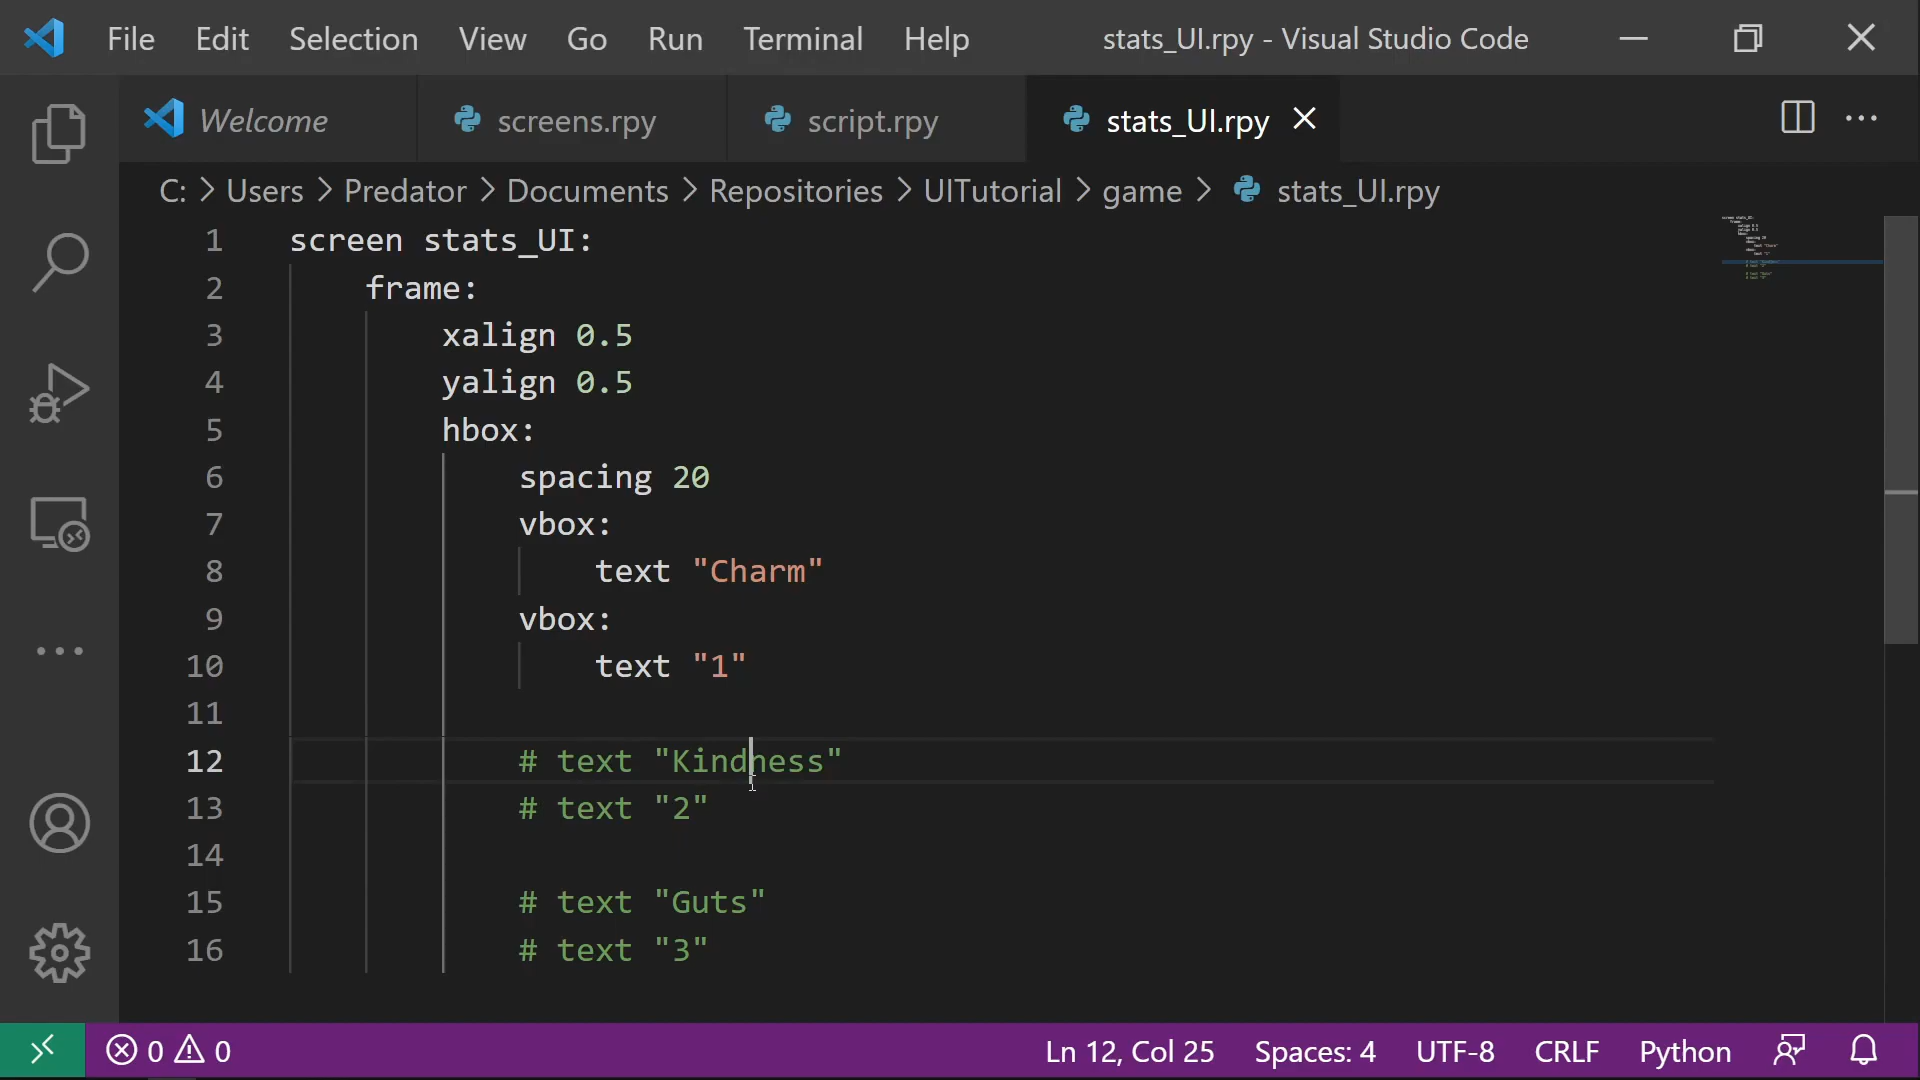 File Edit Selection View Go Run Terminal Help stats_UI.rpy - Visual Studio Code
Welcome screens.rpy script.rpy stats_UI.rpy
C: > Users > Predator > Documents > Repositories > UITutorial > game > stats_UI.rpy
1 screen stats_UI:
2 frame:
3 xalign 0.5
4 yalign 0.5
5 hbox:
6 spacing 20
7 vbox:
8 text "Charm"
9 vbox:
10 text "1"
11
12 # text "Kindness"
13 # text "2"
14
15 # text "Guts"
16 # text "3"
0 0 Ln 12, Col 25 Spaces: 4 UTF-8 CRLF Python